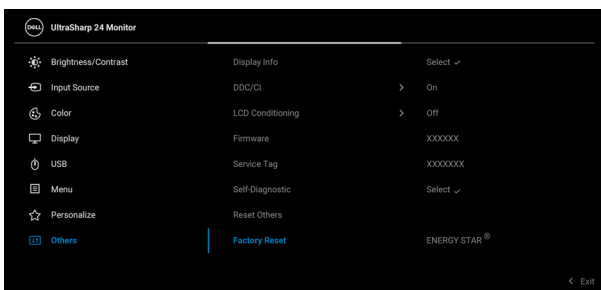 DELL UltraSharp 24 Monitor
Brightness/Contrast Display Info Select ✓
Input Source DDC/CI > On
Color LCD Conditioning > Off
Display Firmware XXXXXX
USB Service Tag XXXXXXX
Menu Self-Diagnostic Select ✓
Personalize Reset Others
Others Factory Reset ENERGY STAR ®
< Exit